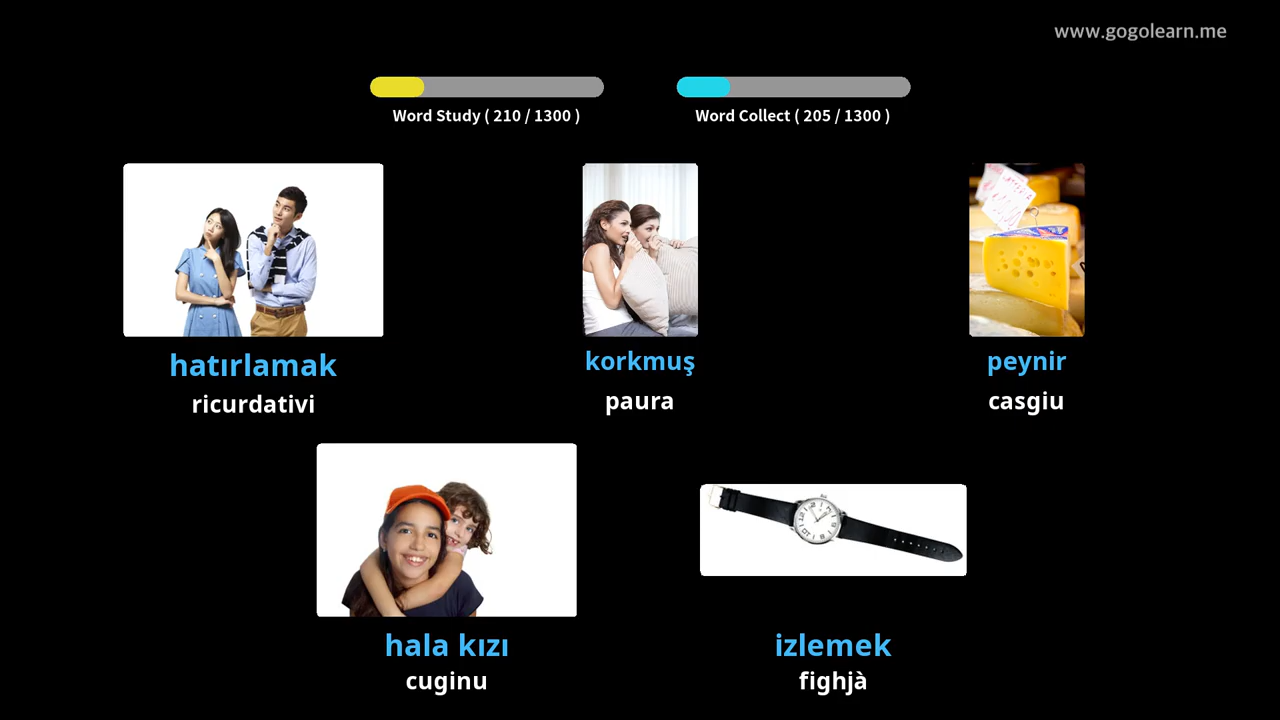 www.gogolearn.me
Word Study ( 210 / 1300 )
Word Collect ( 205 / 1300 )
hatırlamak
ricurdativi
korkmuş
paura
peynir
casgiu
hala kızı
cuginu
izlemek
fighjà